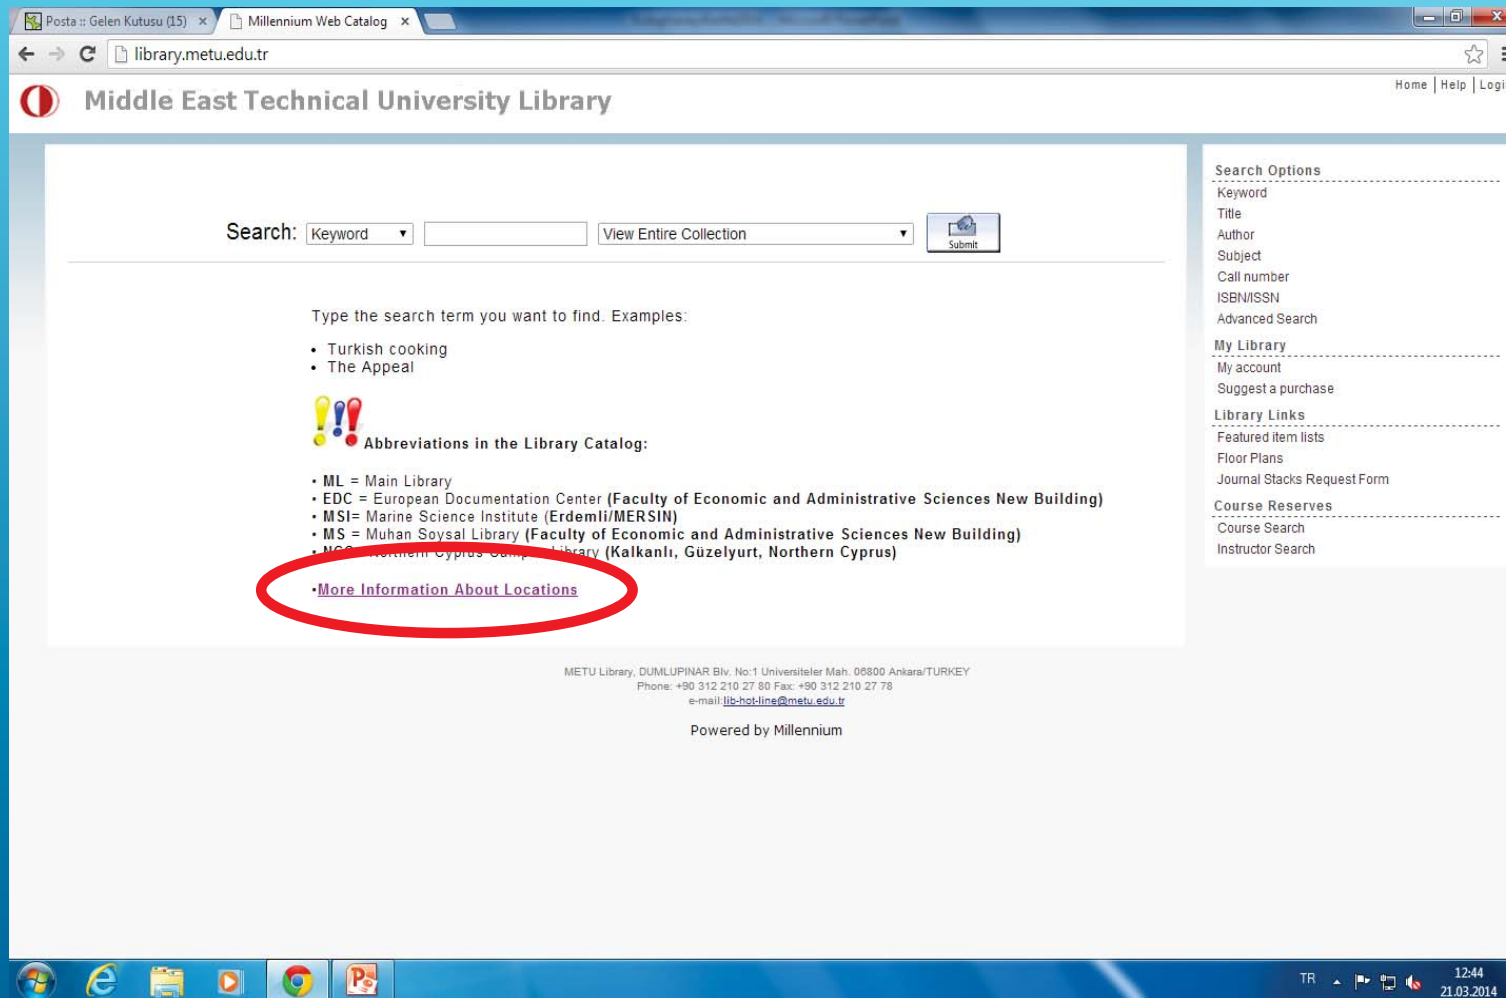 Posta :: Gelen Kutusu (15)
Millennium Web Catalog
library.metu.edu.tr
Home | Help | Login
Middle East Technical University Library
Search: Keyword View Entire Collection Submit
Type the search term you want to find. Examples:
• Turkish cooking
• The Appeal
Abbreviations in the Library Catalog:
• ML = Main Library
• EDC = European Documentation Center (Faculty of Economic and Administrative Sciences New Building)
• MSI= Marine Science Institute (Erdemli/MERSIN)
• MS = Muhan Soysal Library (Faculty of Economic and Administrative Sciences New Building)
Northern Cyprus Library (Kalkanlı, Güzelyurt, Northern Cyprus)
•More Information About Locations
Search Options
Keyword
Title
Author
Subject
Call number
ISBN/ISSN
Advanced Search
My Library
My account
Suggest a purchase
Library Links
Featured item lists
Floor Plans
Journal Stacks Request Form
Course Reserves
Course Search
Instructor Search
METU Library, DUMLUPINAR Blv. No:1 Universiteler Mah. 06800 Ankara/TURKEY
Phone: +90 312 210 27 80 Fax: +90 312 210 27 78
e-mail:lib-hot-line@metu.edu.tr
Powered by Millennium
TR
12:44
21.03.2014